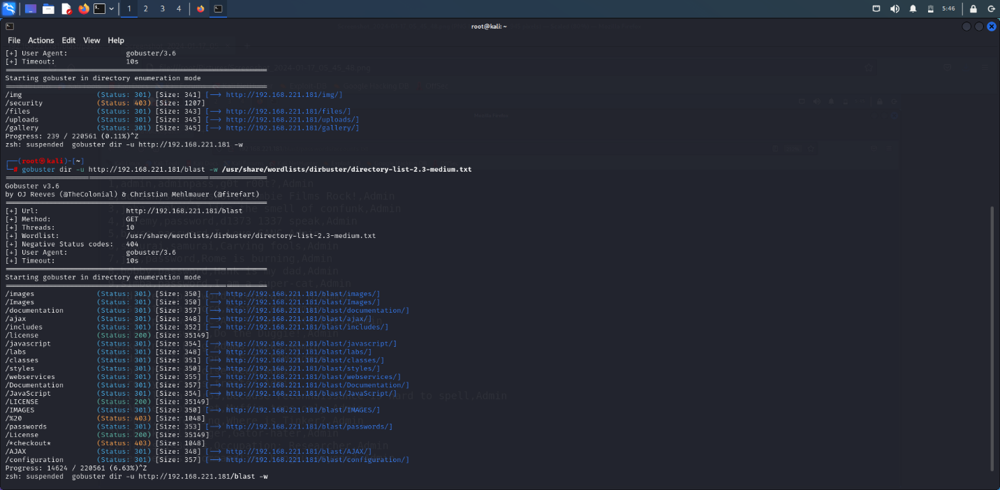 1 2 3 4 5:46
root@kali: ~
File Actions Edit View Help
[+] User Agent: gobuster/3.6
[+] Timeout: 10s
Starting gobuster in directory enumeration mode
/img (Status: 301) [Size: 341] [--> http://192.168.221.181/img/]
/security (Status: 403) [Size: 1207]
/files (Status: 301) [Size: 343] [--> http://192.168.221.181/files/]
/uploads (Status: 301) [Size: 345] [--> http://192.168.221.181/uploads/]
/gallery (Status: 301) [Size: 345] [--> http://192.168.221.181/gallery/]
Progress: 239 / 220561 (0.11%)^Z
zsh: suspended  gobuster dir -u http://192.168.221.181 -w
┌──(root㉿kali)-[~]
└─# gobuster dir -u http://192.168.221.181/blast -w /usr/share/wordlists/dirbuster/directory-list-2.3-medium.txt
Gobuster v3.6
by OJ Reeves (@TheColonial) & Christian Mehlmauer (@firefart)
[+] Url: http://192.168.221.181/blast
[+] Method: GET
[+] Threads: 10
[+] Wordlist: /usr/share/wordlists/dirbuster/directory-list-2.3-medium.txt
[+] Negative Status codes: 404
[+] User Agent: gobuster/3.6
[+] Timeout: 10s
Starting gobuster in directory enumeration mode
/images (Status: 301) [Size: 350] [--> http://192.168.221.181/blast/images/]
/Images (Status: 301) [Size: 350] [--> http://192.168.221.181/blast/Images/]
/documentation (Status: 301) [Size: 357] [--> http://192.168.221.181/blast/documentation/]
/ajax (Status: 301) [Size: 348] [--> http://192.168.221.181/blast/ajax/]
/includes (Status: 301) [Size: 352] [--> http://192.168.221.181/blast/includes/]
/license (Status: 200) [Size: 35149]
/javascript (Status: 301) [Size: 354] [--> http://192.168.221.181/blast/javascript/]
/labs (Status: 301) [Size: 348] [--> http://192.168.221.181/blast/labs/]
/classes (Status: 301) [Size: 351] [--> http://192.168.221.181/blast/classes/]
/styles (Status: 301) [Size: 350] [--> http://192.168.221.181/blast/styles/]
/webservices (Status: 301) [Size: 355] [--> http://192.168.221.181/blast/webservices/]
/Documentation (Status: 301) [Size: 357] [--> http://192.168.221.181/blast/Documentation/]
/JavaScript (Status: 301) [Size: 354] [--> http://192.168.221.181/blast/JavaScript/]
/LICENSE (Status: 200) [Size: 35149]
/IMAGES (Status: 301) [Size: 350] [--> http://192.168.221.181/blast/IMAGES/]
/%20 (Status: 403) [Size: 1048]
/passwords (Status: 301) [Size: 353] [--> http://192.168.221.181/blast/passwords/]
/License (Status: 200) [Size: 35149]
/*checkout* (Status: 403) [Size: 1048]
/AJAX (Status: 301) [Size: 348] [--> http://192.168.221.181/blast/AJAX/]
/configuration (Status: 301) [Size: 357] [--> http://192.168.221.181/blast/configuration/]
Progress: 14624 / 220561 (6.63%)^Z
zsh: suspended  gobuster dir -u http://192.168.221.181/blast -w